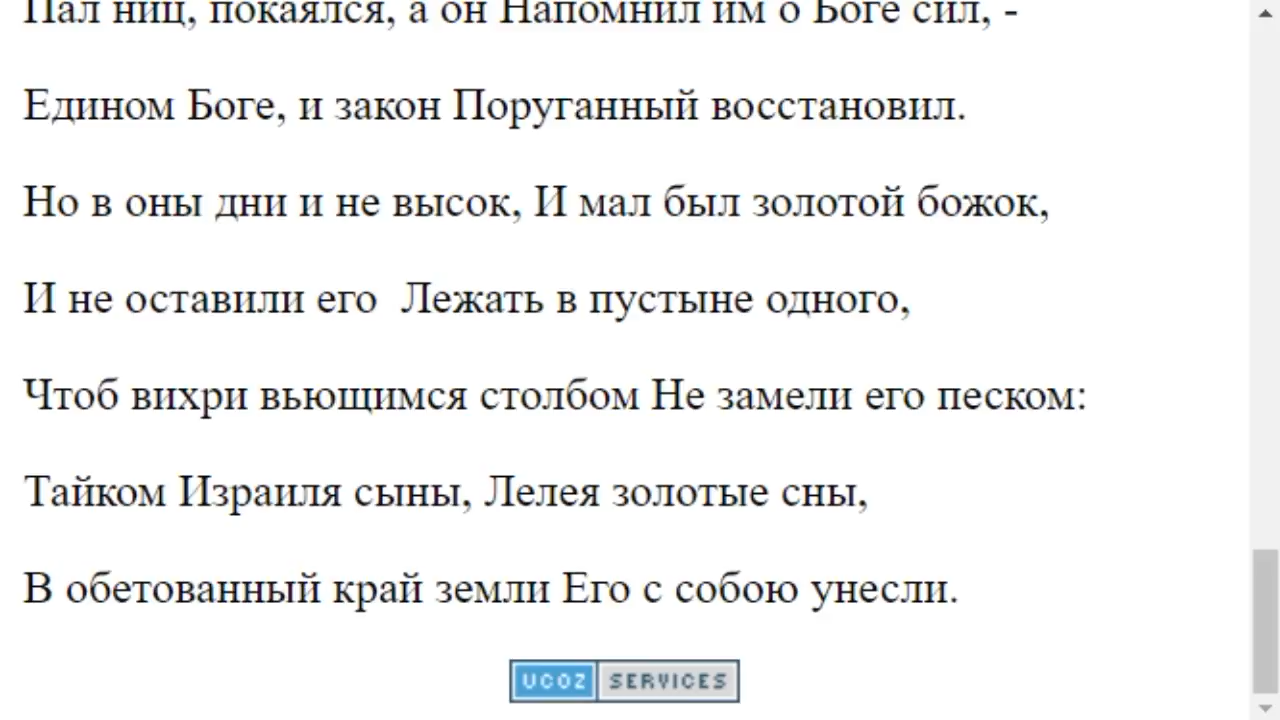 Пал ниц, покаялся, а он Напомнил им о Боге сил, -
Едином Боге, и закон Поруганный восстановил.
Но в оны дни и не высок, И мал был золотой божок,
И не оставили его  Лежать в пустыне одного,
Чтоб вихри вьющимся столбом Не замели его песком:
Тайком Израиля сыны, Лелея золотые сны,
В обетованный край земли Его с собою унесли.
UCOZ SERVICES